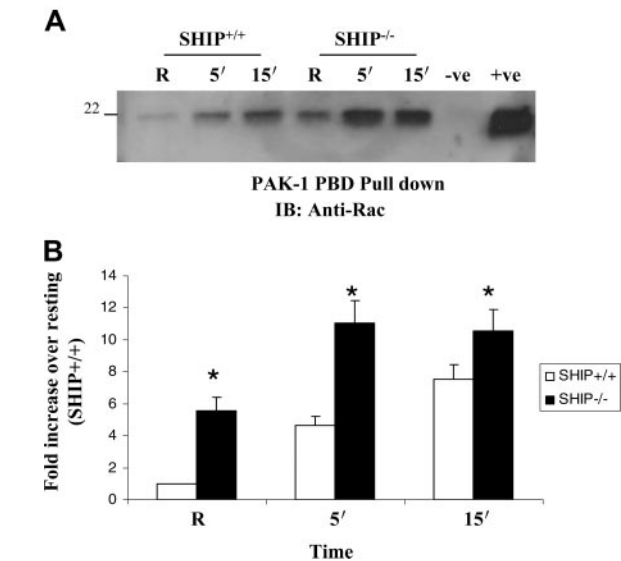 A
SHIP+/+ SHIP-/-
R 5′ 15′ R 5′ 15′ -ve +ve
22
PAK-1 PBD Pull down
IB: Anti-Rac
B
Fold increase over resting
(SHIP+/+)
14
12
10
8
6
4
2
0
* * *
SHIP+/+
SHIP-/-
R 5′ 15′
Time